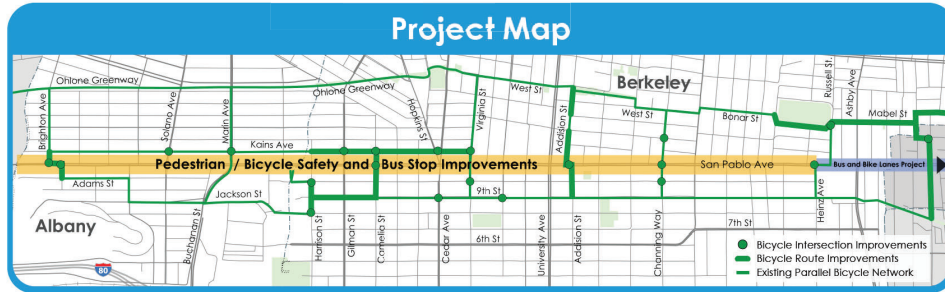 Project Map
Ohlone Greenway
Ohlone Greenway
Brighton Ave
Solano Ave
Marin Ave
Hopkins St
Virginia St
West St
Addison St
Berkeley
West St
Bonar St
Russell St.
Ashby Ave
Mabel St
Kains Ave
Pedestrian / Bicycle Safety and Bus Stop Improvements
San Pablo Ave
Bus and Bike Lanes Project
Adams St
Jackson St
9th St
Albany
80
Buchanan St
Harrison St
Gilman St
Camelia St
Cedar Ave
6th St
University Ave
Addison St
Channing Way
7th St
Heinz Ave
Bicycle Intersection Improvements
Bicycle Route Improvements
Existing Parallel Bicycle Network